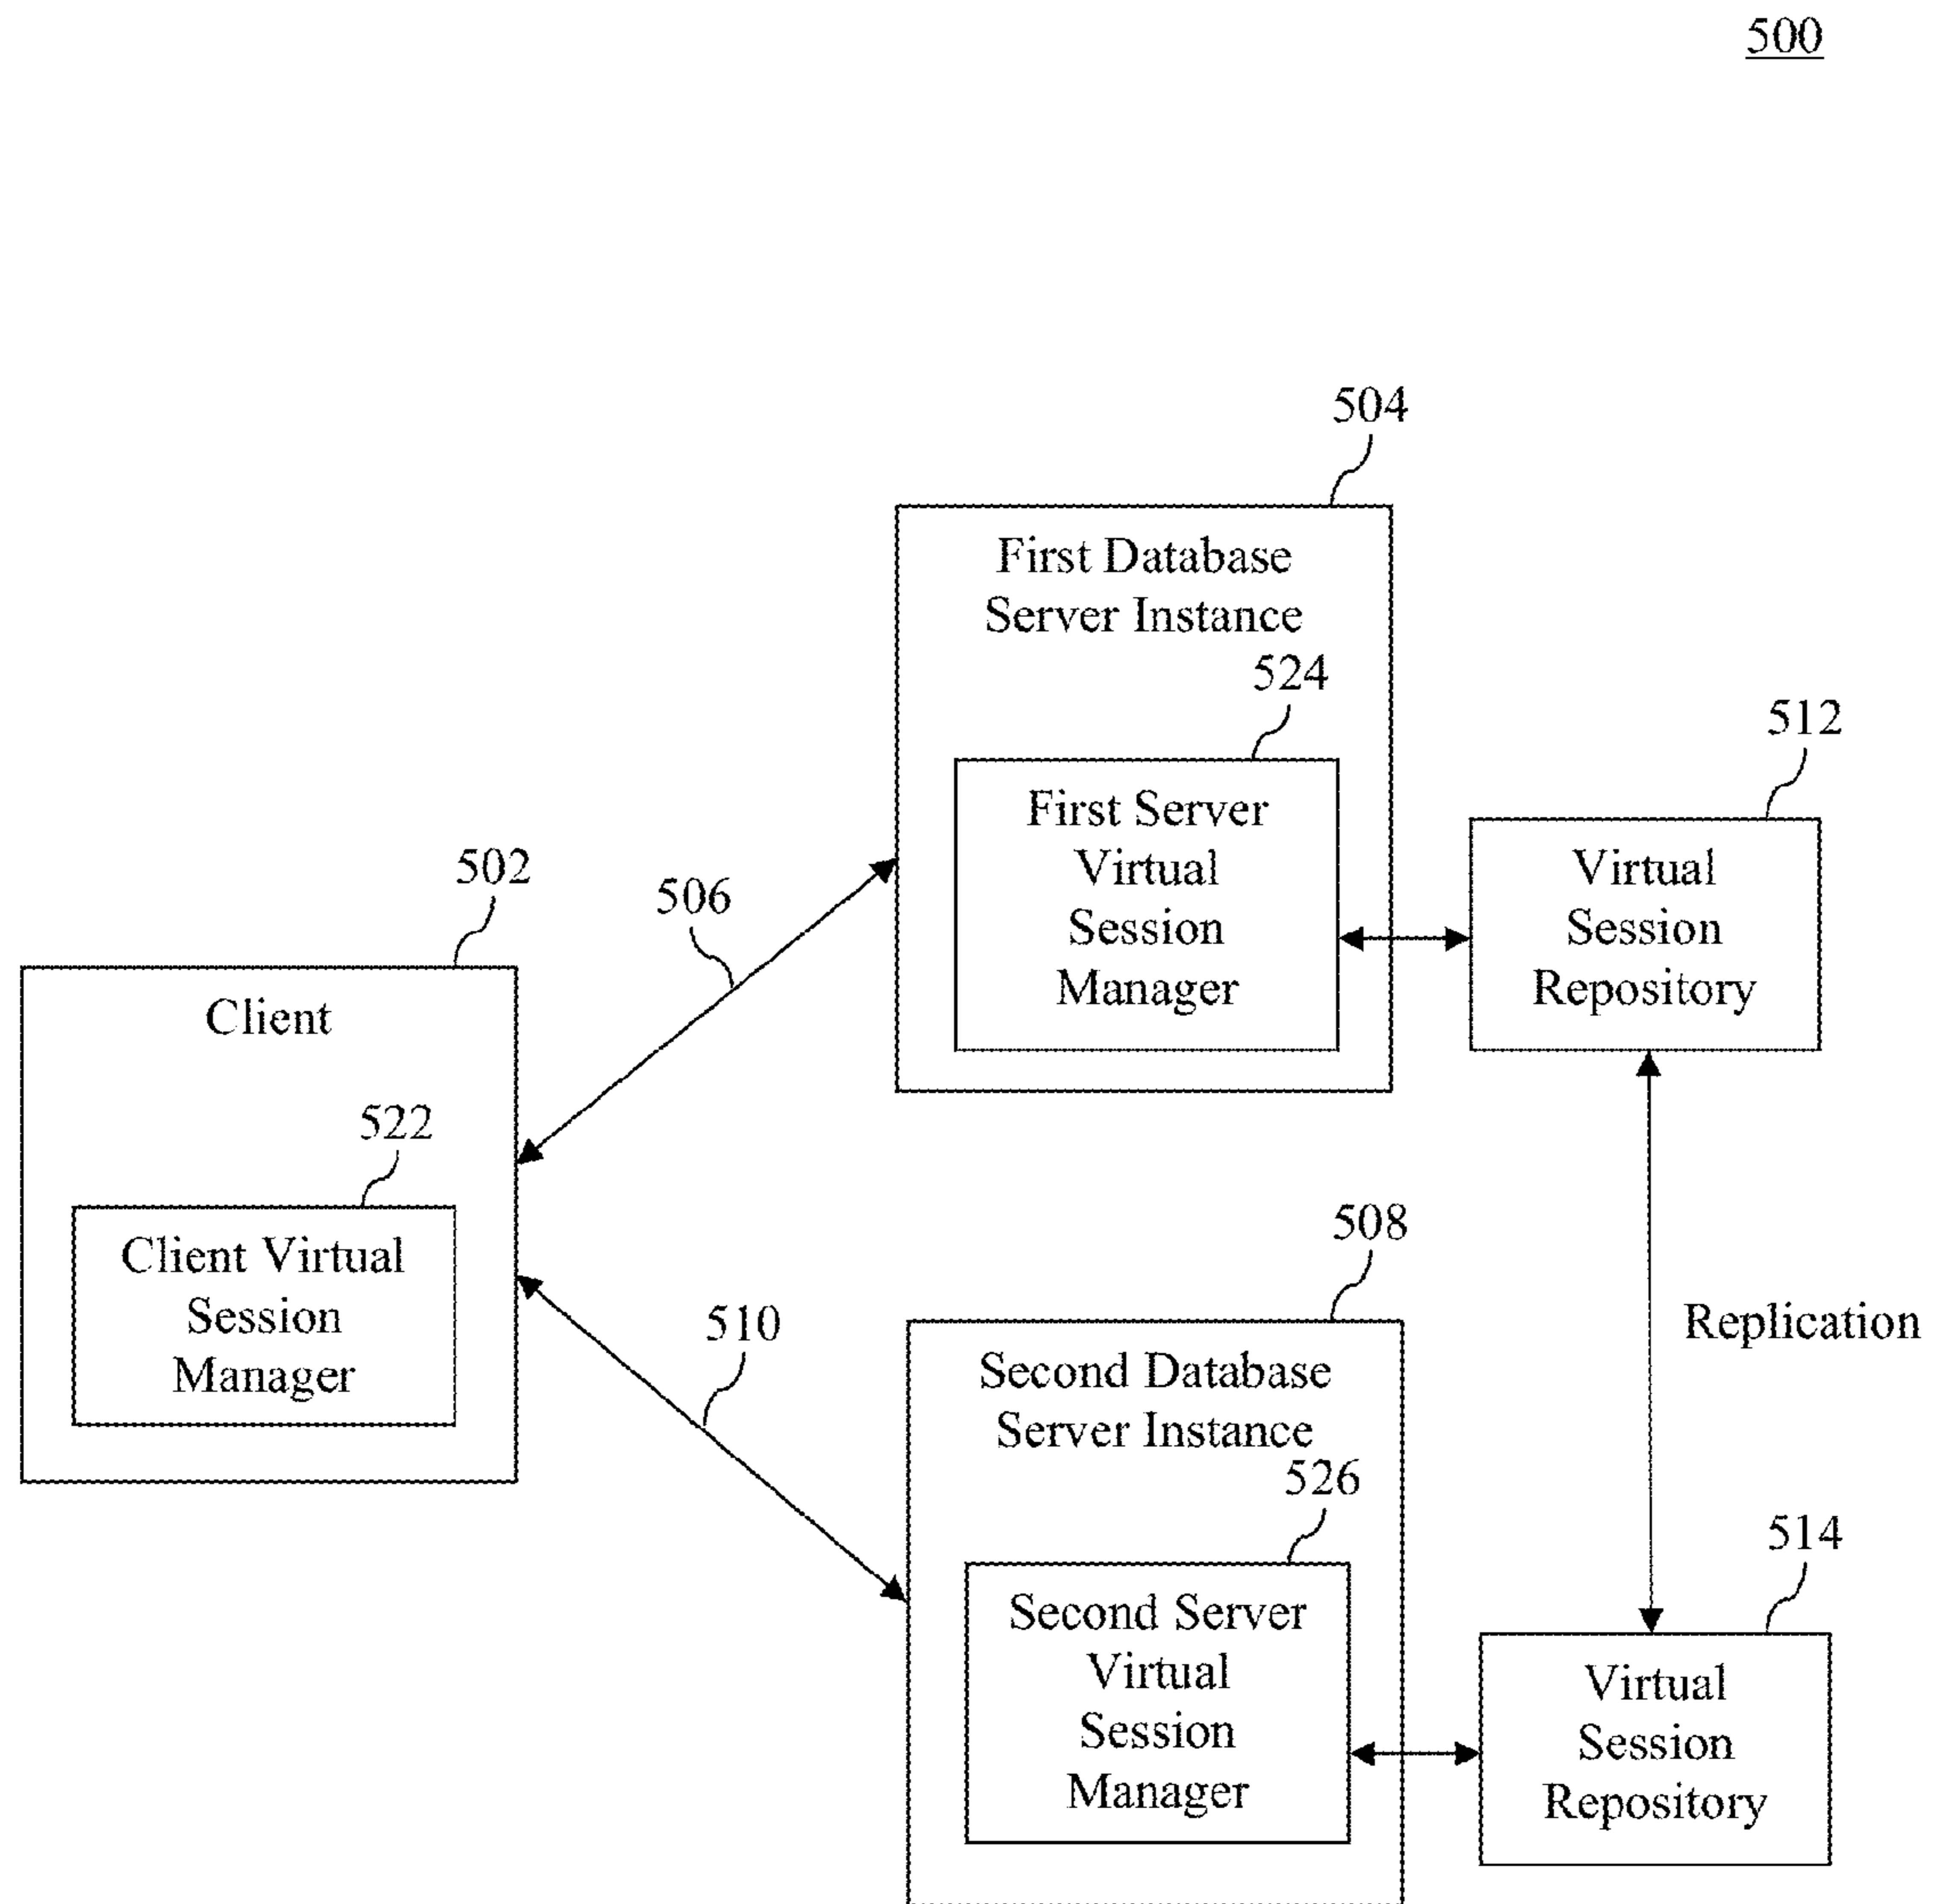 500
504
First Database
Server Instance
524
First Server
Virtual
Session
Manager
512
Virtual
Session
Repository
502
506
Client
522
Client Virtual
Session
Manager
510
508
Second Database
Server Instance
526
Second Server
Virtual
Session
Manager
Replication
514
Virtual
Session
Repository